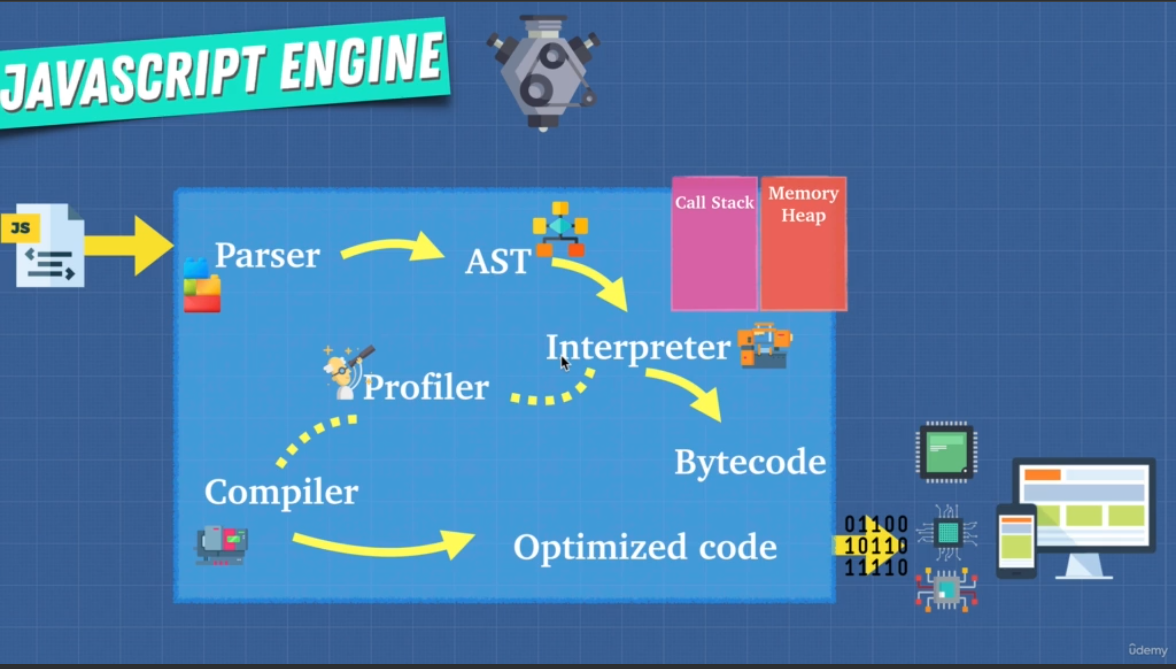 JAVASCRIPT ENGINE
Call Stack
Memory
Heap
JS
Parser
AST
Interpreter
Profiler
Bytecode
Compiler
Optimized code
01100
10110
11110
ûdemy